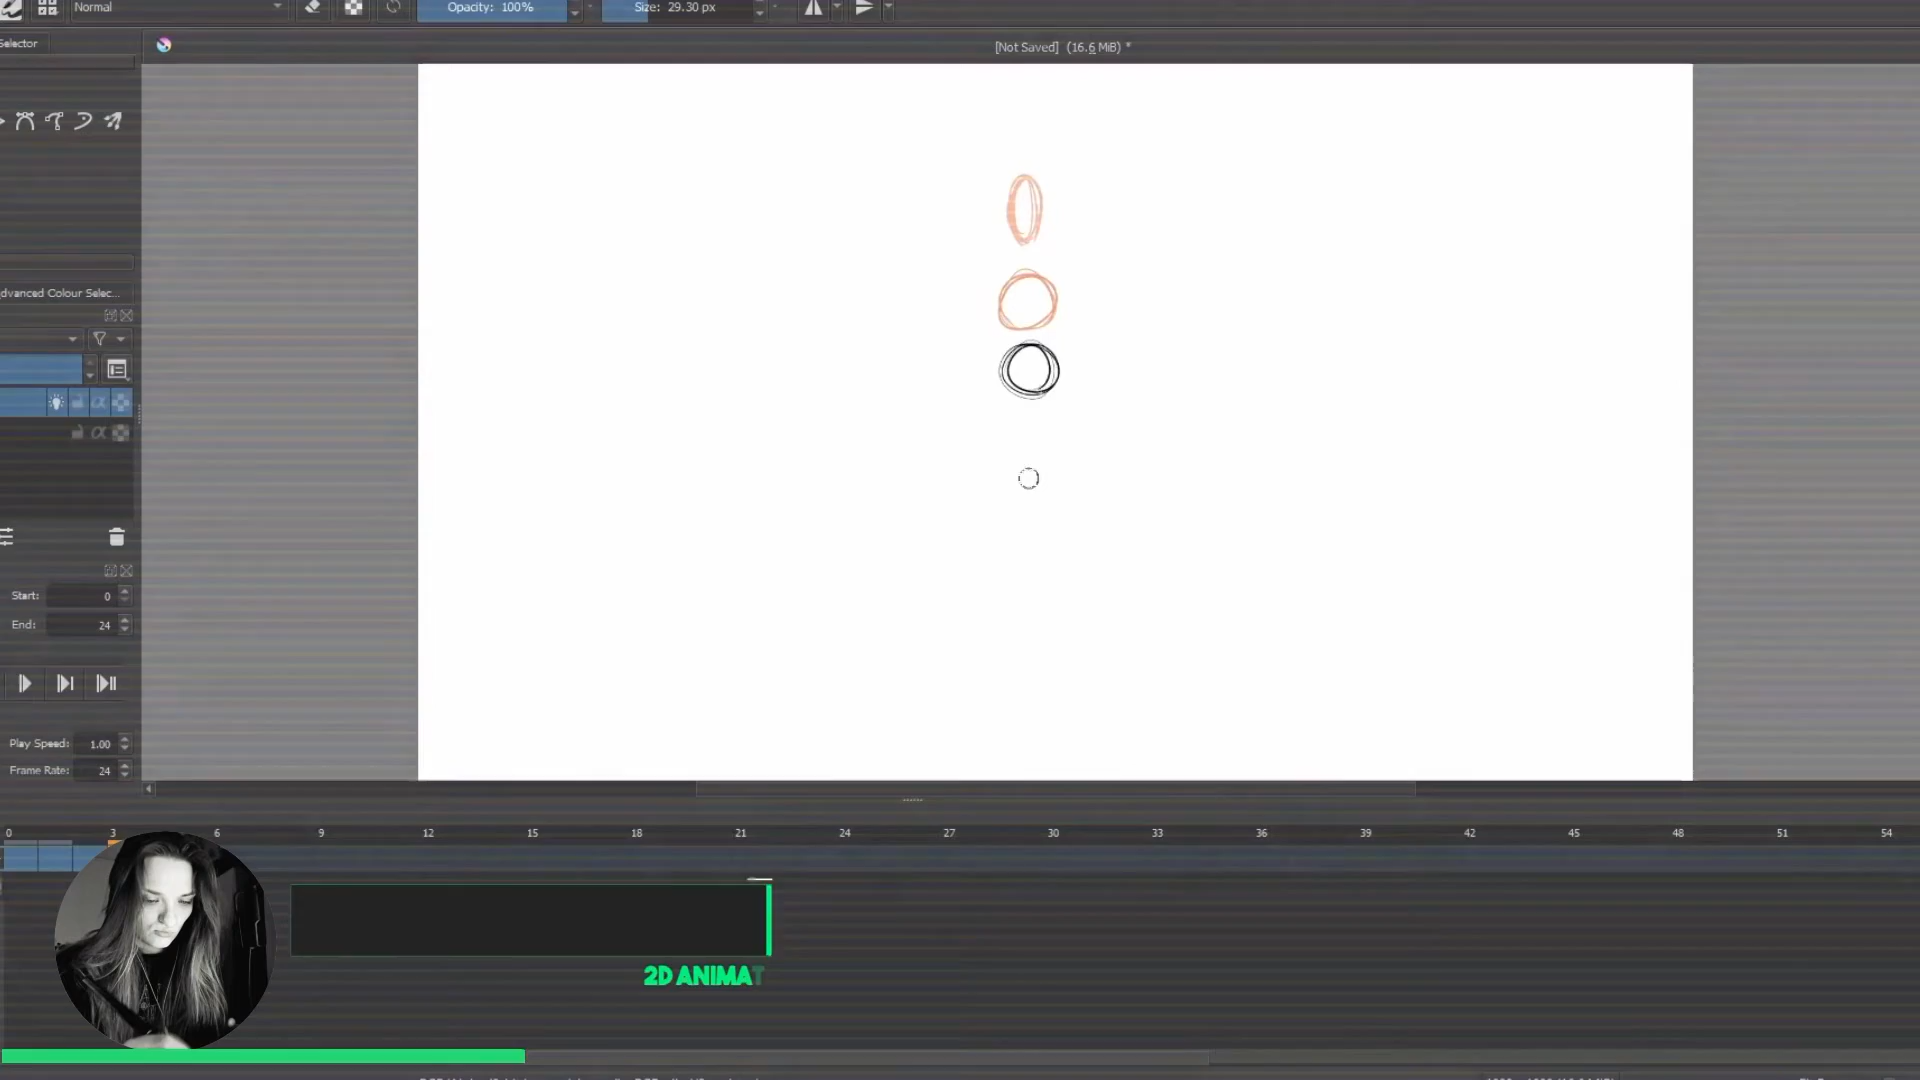 Normal
Opacity: 100%
Size: 29.30 px
Selector
[Not Saved] (16.6 MiB) *
dvanced Colour Selec...
Start: 0
End: 24
Play Speed: 1.00
Frame Rate: 24
0 3 6 9 12 15 18 21 24 27 30 33 36 39 42 45 48 51 54
2D ANIMAT